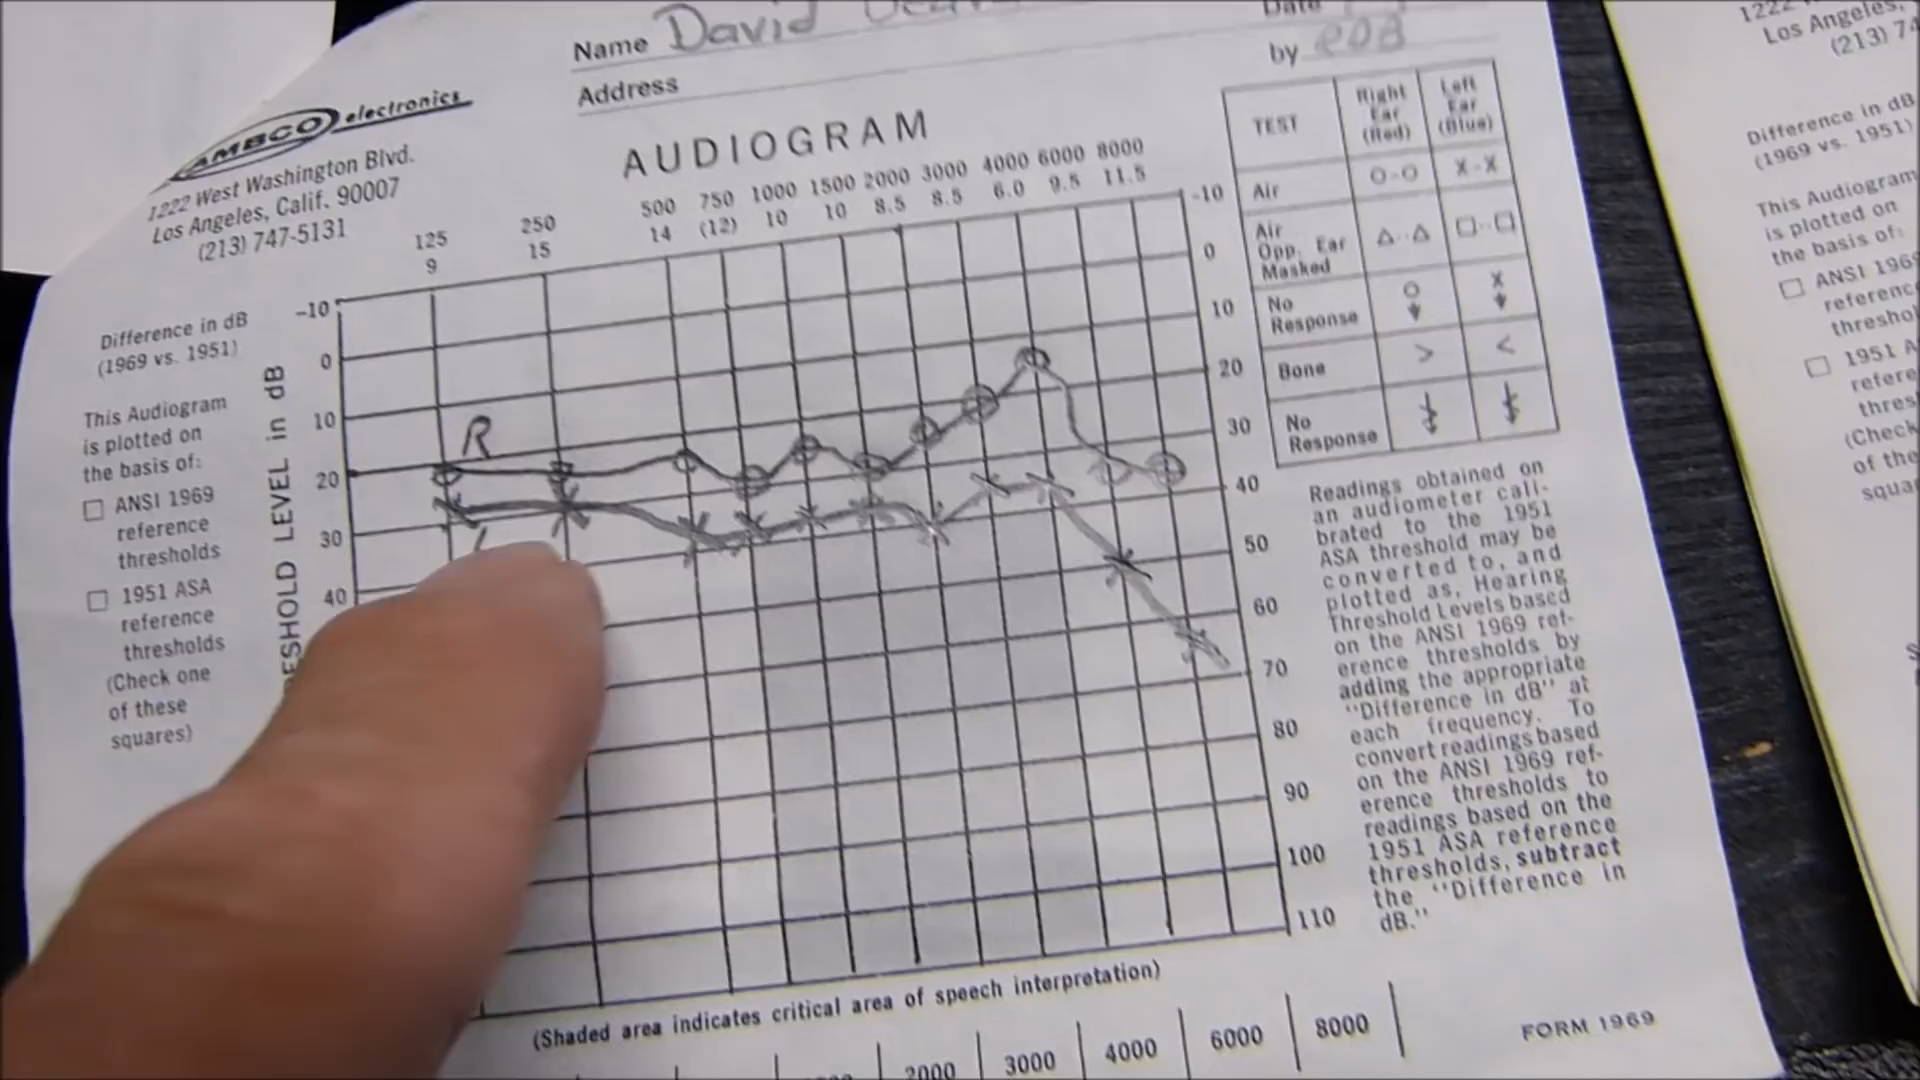 Name David
Date
Address
by ROB
AMBCO electronics
1222 West Washington Blvd.
Los Angeles, Calif. 90007
(213) 747-5131
AUDIOGRAM
125 250 500 750 1000 1500 2000 3000 4000 6000 8000
9 15 14 (12) 10 10 8.5 8.5 6.0 9.5 11.5
Difference in dB
(1969 vs. 1951)
This Audiogram
is plotted on
the basis of:
ANSI 1969
reference
thresholds
1951 ASA
reference
thresholds
(Check one
of these
squares)
ESHOLD LEVEL in dB
-10
0
10
20
30
40
R
L
-10
0
10
20
30
40
50
60
70
80
90
100
110
TEST Right Ear (Red) Left Ear (Blue)
Air O-O X-X
Air Opp. Ear Masked Δ··Δ □··□
No Response
Bone > <
No Response
Readings obtained on
an audiometer cali-
brated to the 1951
ASA threshold may be
converted to, and
plotted as, Hearing
Threshold Levels based
on the ANSI 1969 ref-
erence thresholds by
adding the appropriate
"Difference in dB" at
each frequency. To
convert readings based
on the ANSI 1969 ref-
erence thresholds to
readings based on the
1951 ASA reference
thresholds, subtract
the "Difference in
dB."
(Shaded area indicates critical area of speech interpretation)
2000 3000 4000 6000 8000
FORM 1969
1222
Los Angeles,
(213) 74
Difference in dB
(1969 vs. 1951)
This Audiogram
is plotted on
the basis of:
ANSI 196
referenc
threshol
1951 A
refere
thres
(Check
of the
squa